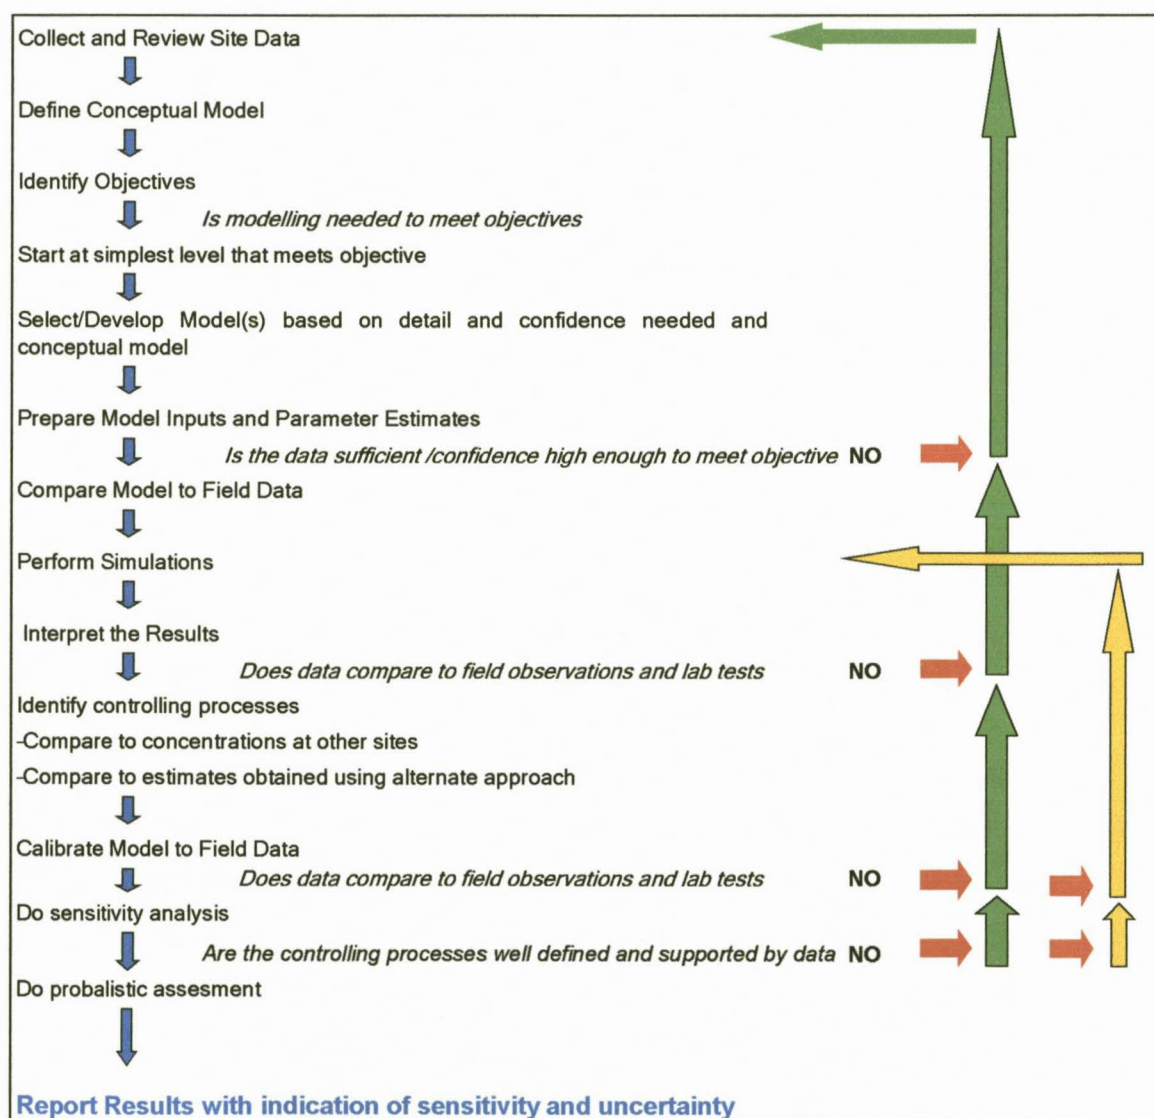 Collect and Review Site Data
Define Conceptual Model
Identify Objectives
Is modelling needed to meet objectives
Start at simplest level that meets objective
Select/Develop Model(s) based on detail and confidence needed and
conceptual model
Prepare Model Inputs and Parameter Estimates
Is the data sufficient /confidence high enough to meet objective NO
Compare Model to Field Data
Perform Simulations
Interpret the Results
Does data compare to field observations and lab tests NO
Identify controlling processes
-Compare to concentrations at other sites
-Compare to estimates obtained using alternate approach
Calibrate Model to Field Data
Does data compare to field observations and lab tests NO
Do sensitivity analysis
Are the controlling processes well defined and supported by data NO
Do probalistic assesment
Report Results with indication of sensitivity and uncertainty